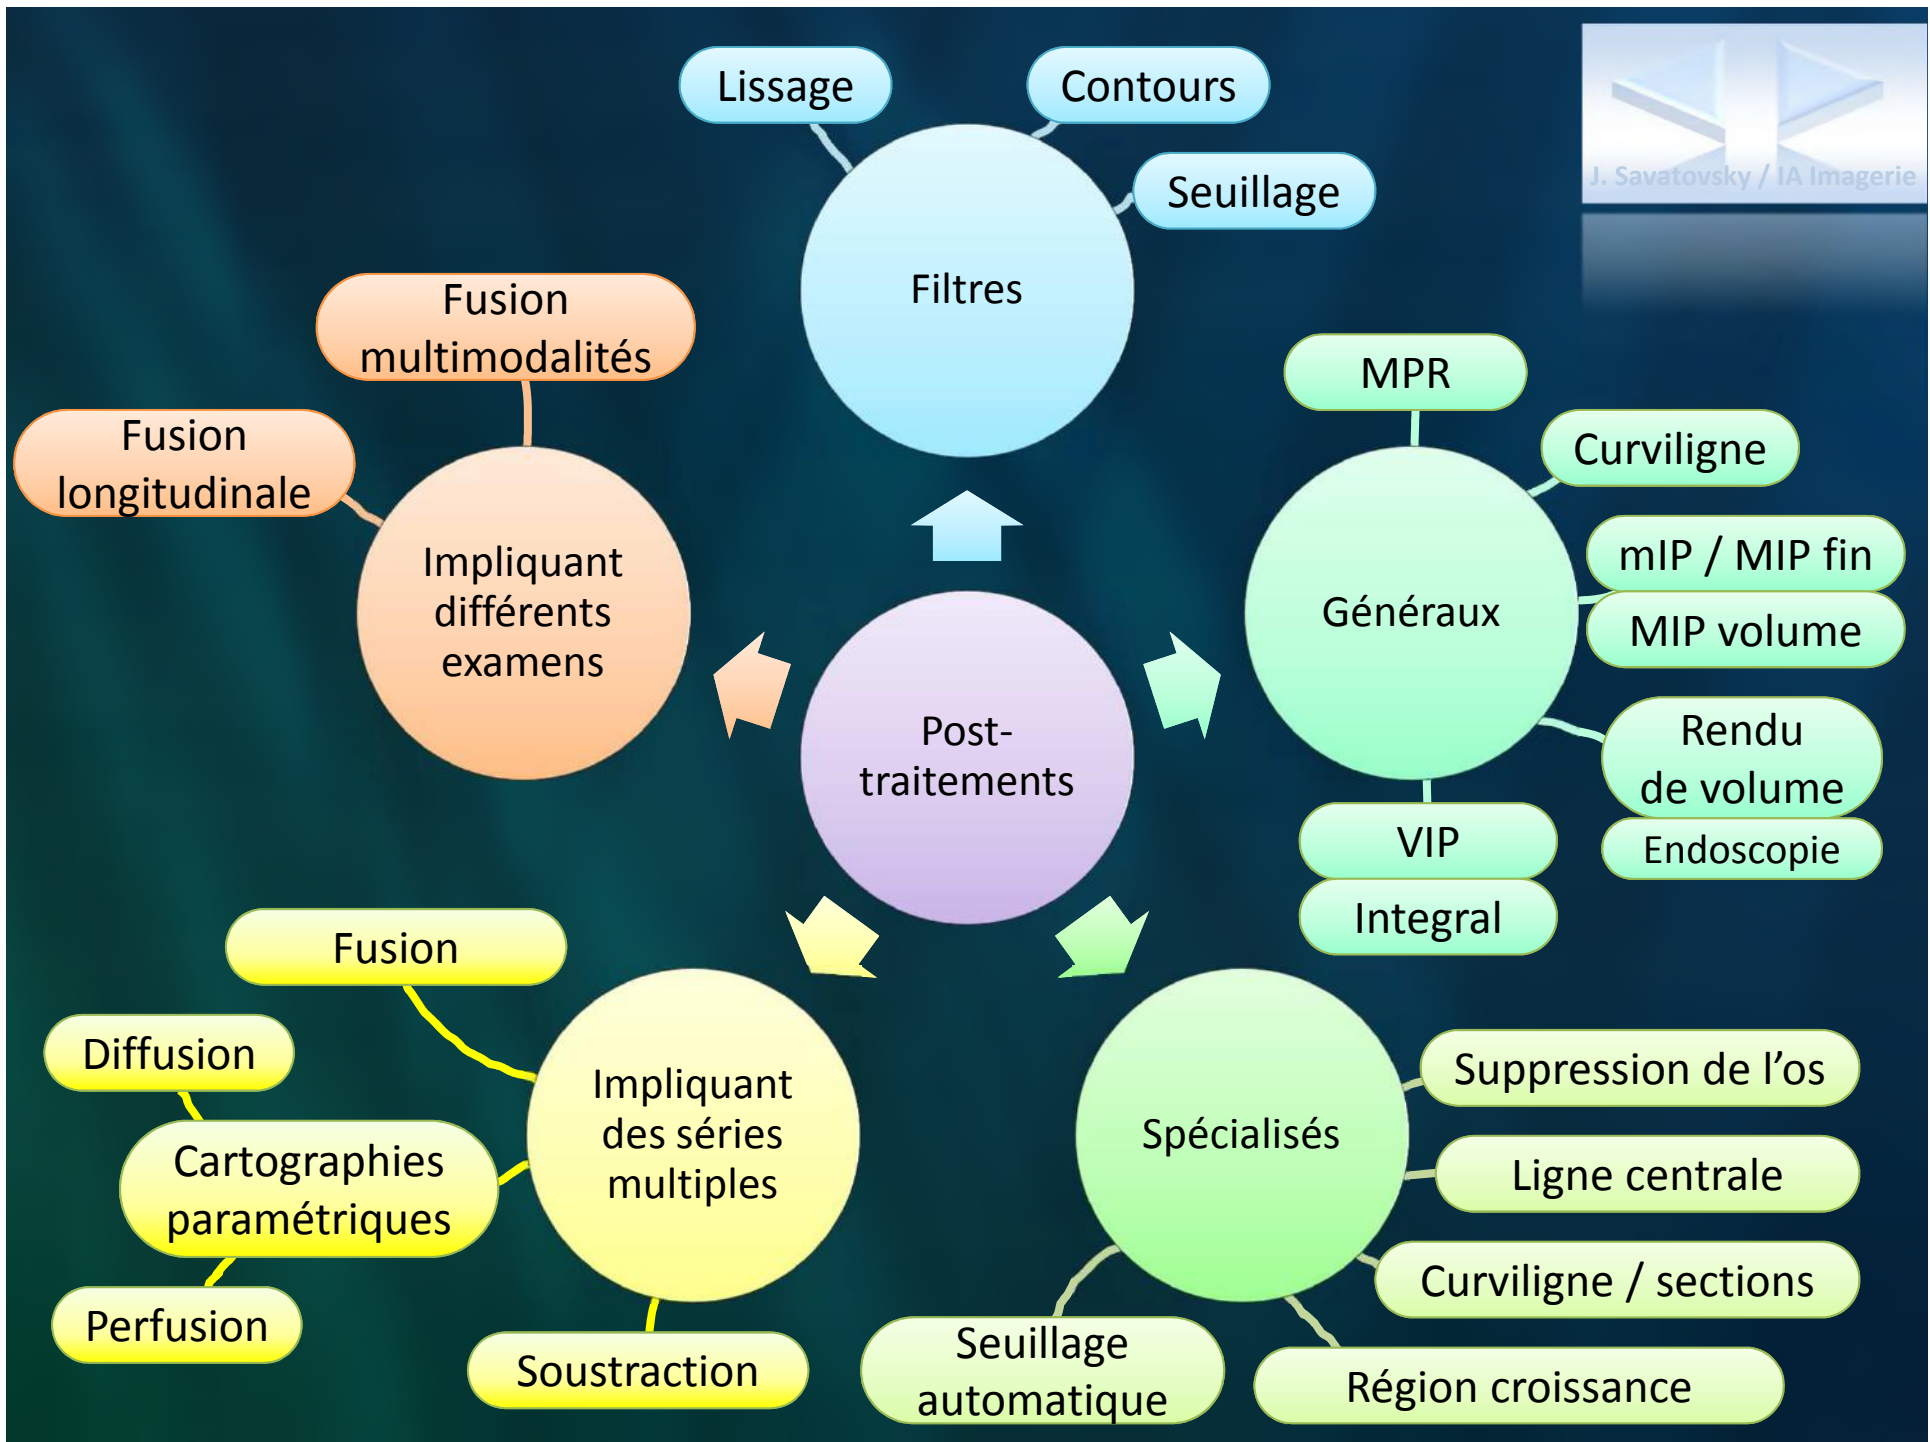 Lissage
Contours
Seuillage
J. Savatovsky / IA Imagerie
Filtres
Fusion
multimodalités
Fusion
longitudinale
Impliquant
différents
examens
MPR
Curviligne
mIP / MIP fin
MIP volume
Généraux
Rendu
de volume
Endoscopie
VIP
Integral
Post-
traitements
Fusion
Diffusion
Cartographies
paramétriques
Perfusion
Impliquant
des séries
multiples
Soustraction
Spécialisés
Suppression de l’os
Ligne centrale
Curviligne / sections
Région croissance
Seuillage
automatique